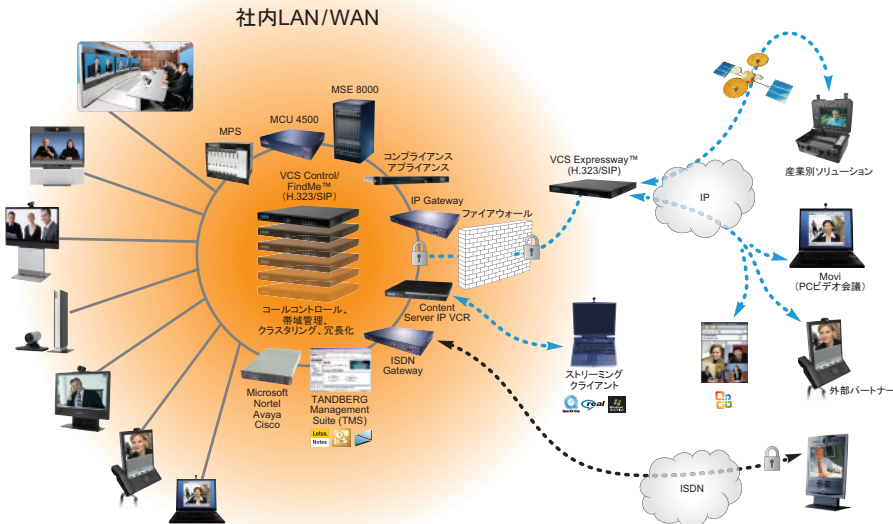 社内LAN/WAN
MSE 8000
MCU 4500
MPS
コンプライアンス
アプライアンス
VCS Control/
FindMe™
(H.323/SIP)
IP Gateway
ファイアウォール
VCS Expressway™
(H.323/SIP)
IP
産業別ソリューション
Movi
(PCビデオ会議)
コールコントロール、
帯域管理、
クラスタリング、冗長化
Content
Server IP VCR
ISDN
Gateway
Microsoft
Nortel
Avaya
Cisco
TANDBERG
Management
Suite (TMS)
Lotus
Notes
ストリーミング
クライアント
QuickTime
real
外部パートナー
ISDN